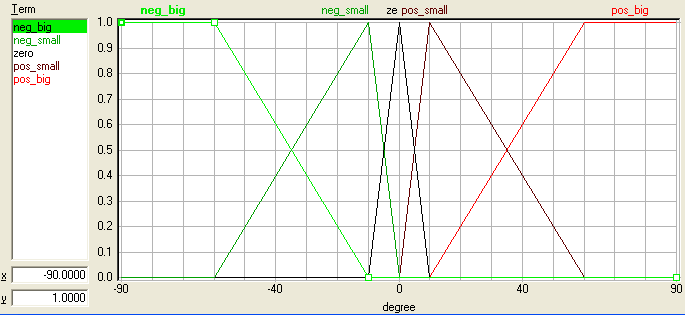 Term
neg_big
neg_small
zero
pos_small
pos_big
x -90.0000
y 1.0000
neg_big neg_small ze pos_small pos_big
1.0
0.9
0.8
0.7
0.6
0.5
0.4
0.3
0.2
0.1
0.0
-90 -40 0 40 90
degree